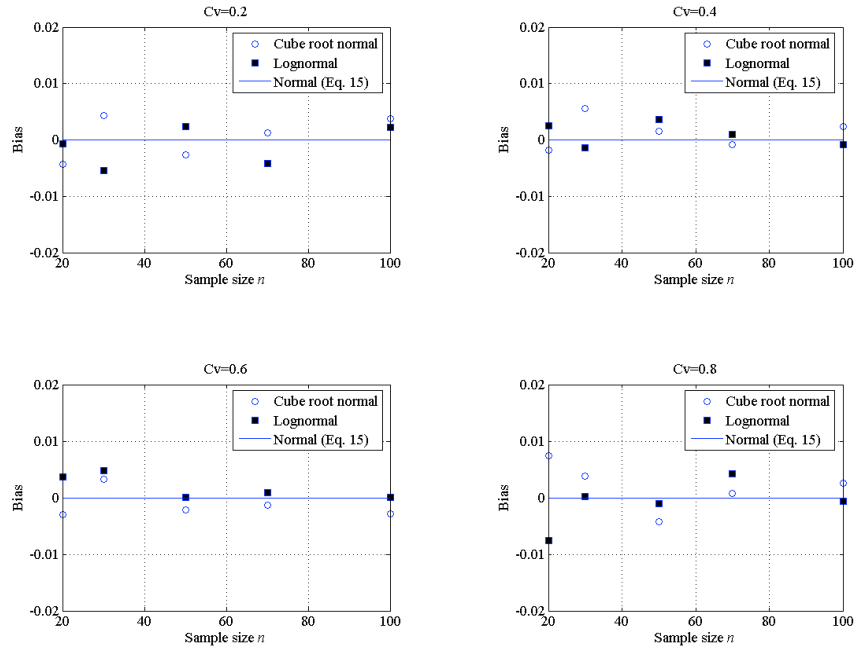 Cv=0.2
0.02
0.01
0
-0.01
-0.02
Bias
Cube root normal
Lognormal
Normal (Eq. 15)
20 40 60 80 100
Sample size n
Cv=0.4
0.02
0.01
0
-0.01
-0.02
Bias
Cube root normal
Lognormal
Normal (Eq. 15)
20 40 60 80 100
Sample size n
Cv=0.6
0.02
0.01
0
-0.01
-0.02
Bias
Cube root normal
Lognormal
Normal (Eq. 15)
20 40 60 80 100
Sample size n
Cv=0.8
0.02
0.01
0
-0.01
-0.02
Bias
Cube root normal
Lognormal
Normal (Eq. 15)
20 40 60 80 100
Sample size n